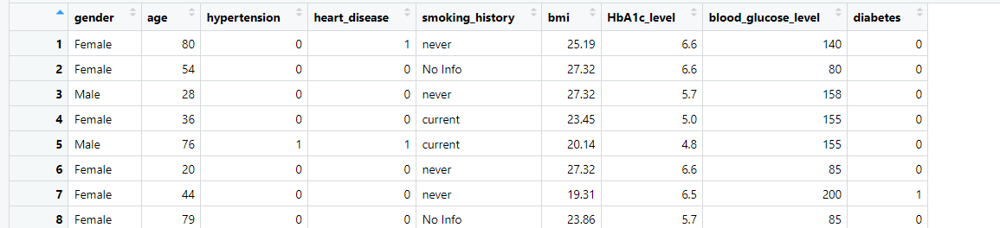 gender age hypertension heart_disease smoking_history bmi HbA1c_level blood_glucose_level diabetes
1 Female 80 0 1 never 25.19 6.6 140 0
2 Female 54 0 0 No Info 27.32 6.6 80 0
3 Male 28 0 0 never 27.32 5.7 158 0
4 Female 36 0 0 current 23.45 5.0 155 0
5 Male 76 1 1 current 20.14 4.8 155 0
6 Female 20 0 0 never 27.32 6.6 85 0
7 Female 44 0 0 never 19.31 6.5 200 1
8 Female 79 0 0 No Info 23.86 5.7 85 0